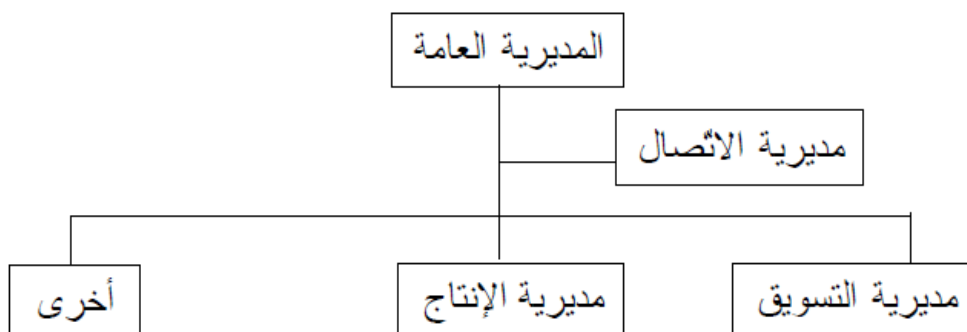 المديرية العامة
مديرية الاتّصال
مديرية التسويق
مديرية الإنتاج
أخرى